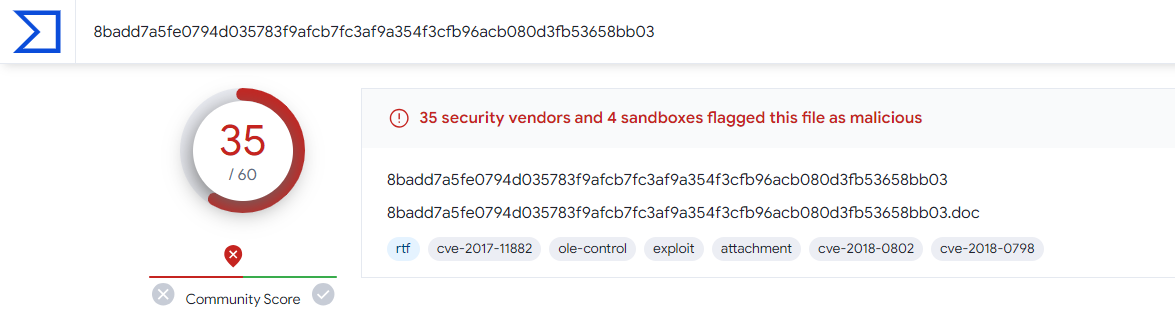 8badd7a5fe0794d035783f9afcb7fc3af9a354f3cfb96acb080d3fb53658bb03
35
/ 60
35 security vendors and 4 sandboxes flagged this file as malicious
8badd7a5fe0794d035783f9afcb7fc3af9a354f3cfb96acb080d3fb53658bb03
8badd7a5fe0794d035783f9afcb7fc3af9a354f3cfb96acb080d3fb53658bb03.doc
rtf cve-2017-11882 ole-control exploit attachment cve-2018-0802 cve-2018-0798
Community Score